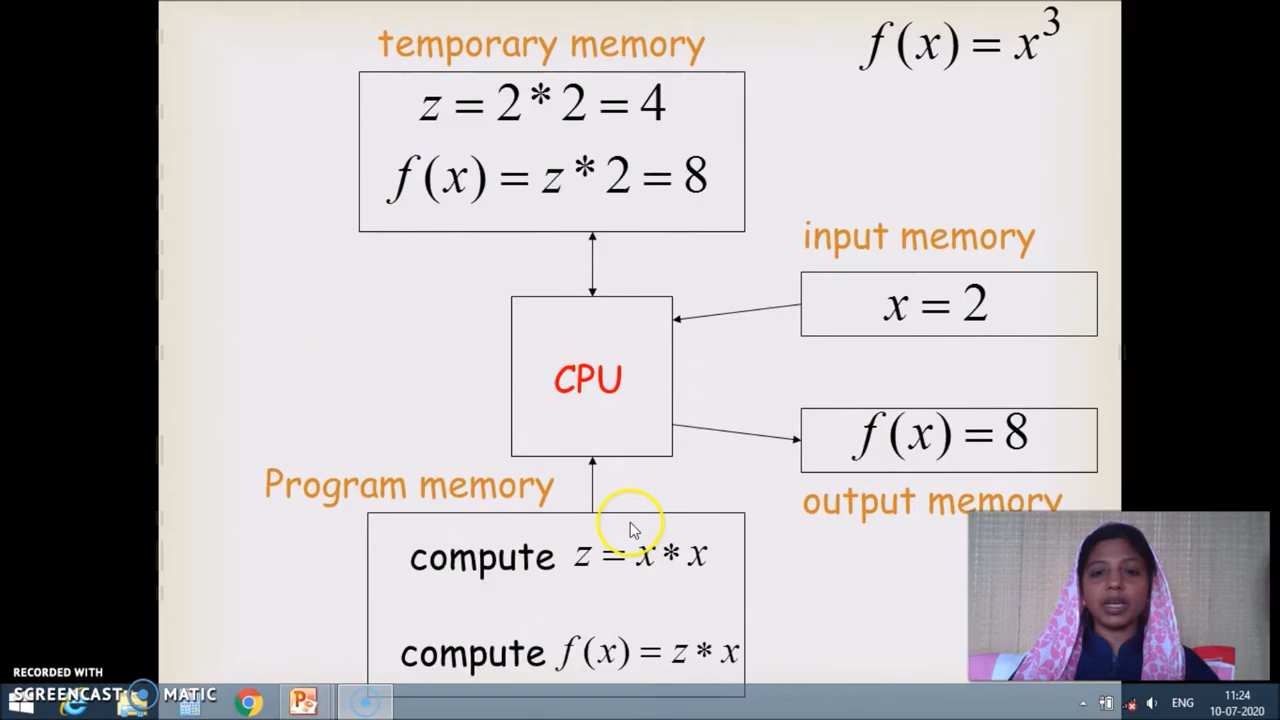 temporary memory
f(x) = x³
z = 2 * 2 = 4
f(x) = z * 2 = 8
input memory
x = 2
CPU
f(x) = 8
Program memory
output memory
compute z = x * x
compute f(x) = z * x
RECORDED WITH
SCREENCAST MATIC
ENG
11:24
10-07-2020